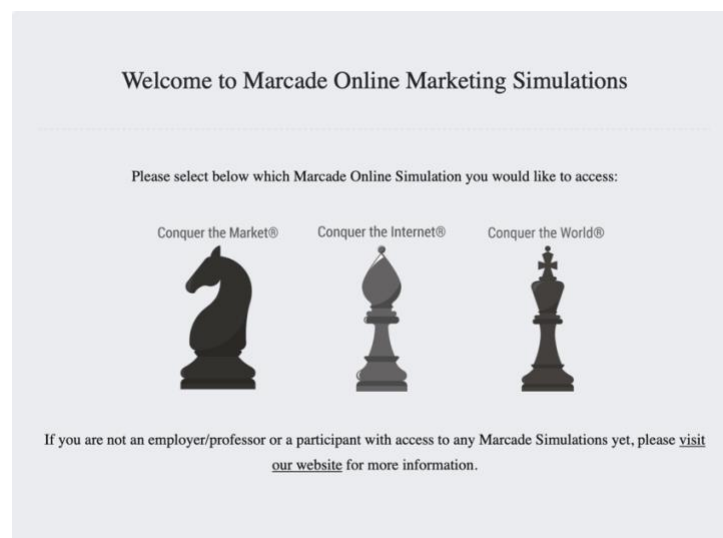 Welcome to Marcade Online Marketing Simulations
Please select below which Marcade Online Simulation you would like to access:
Conquer the Market®
Conquer the Internet®
Conquer the World®
If you are not an employer/professor or a participant with access to any Marcade Simulations yet, please visit
our website for more information.